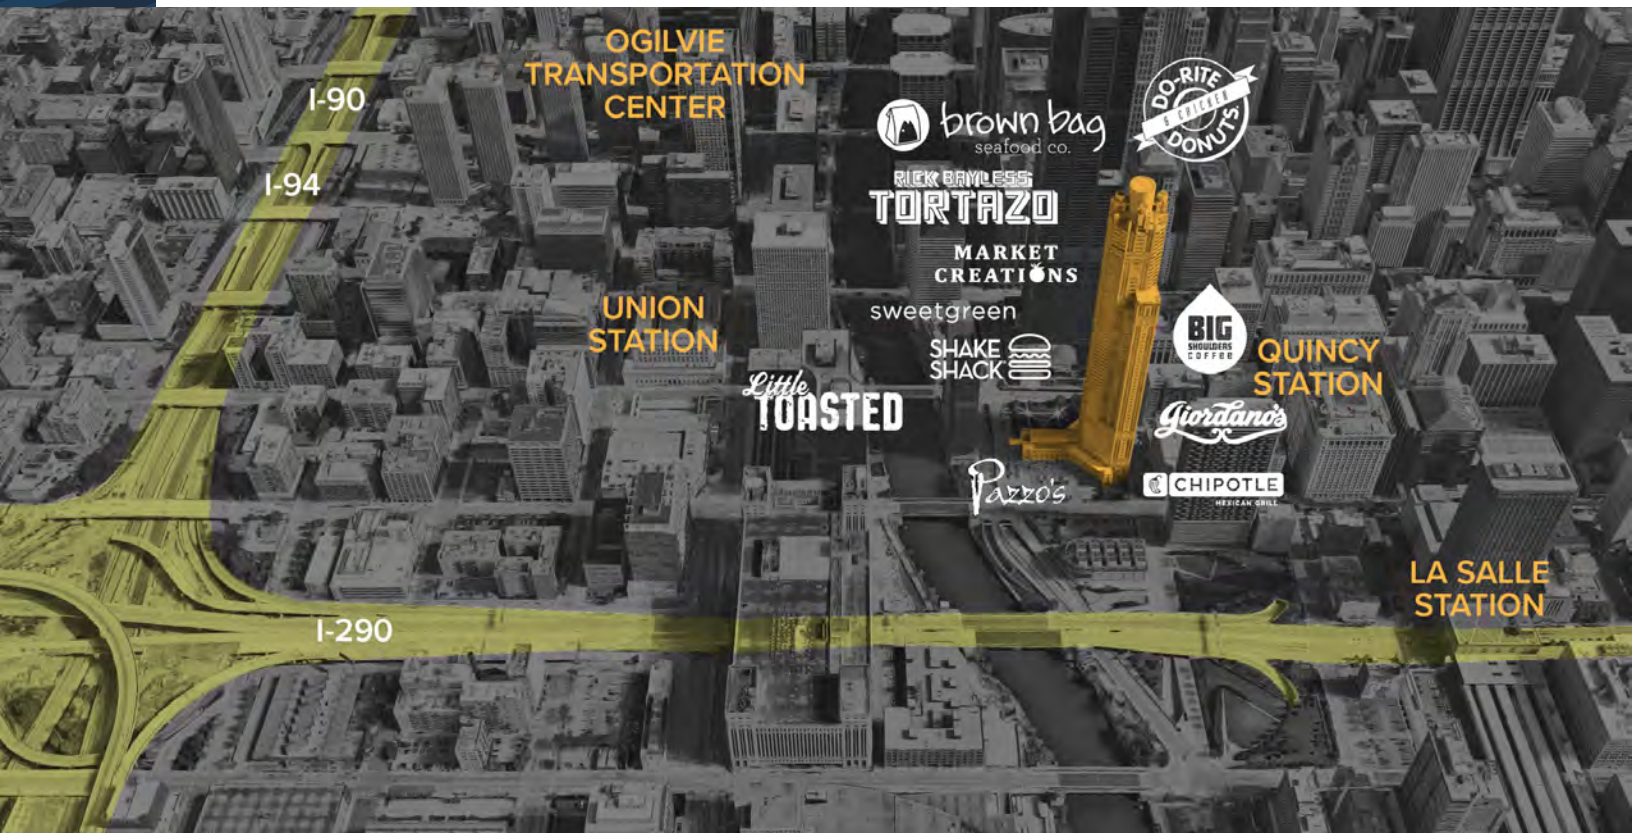 OGILVIE
TRANSPORTATION
CENTER
I-90
I-94
brown bag
seafood co.
DO-RITE
& CHICKEN
DONUTS
RICK BAYLESS
TORTAZO
MARKET
CREATIONS
sweetgreen
SHAKE
SHACK
UNION
STATION
BIG
SHOULDERS
COFFEE
QUINCY
STATION
Little
TOASTED
Giordano's
Pazzo's
CHIPOTLE
MEXICAN GRILL
LA SALLE
STATION
I-290